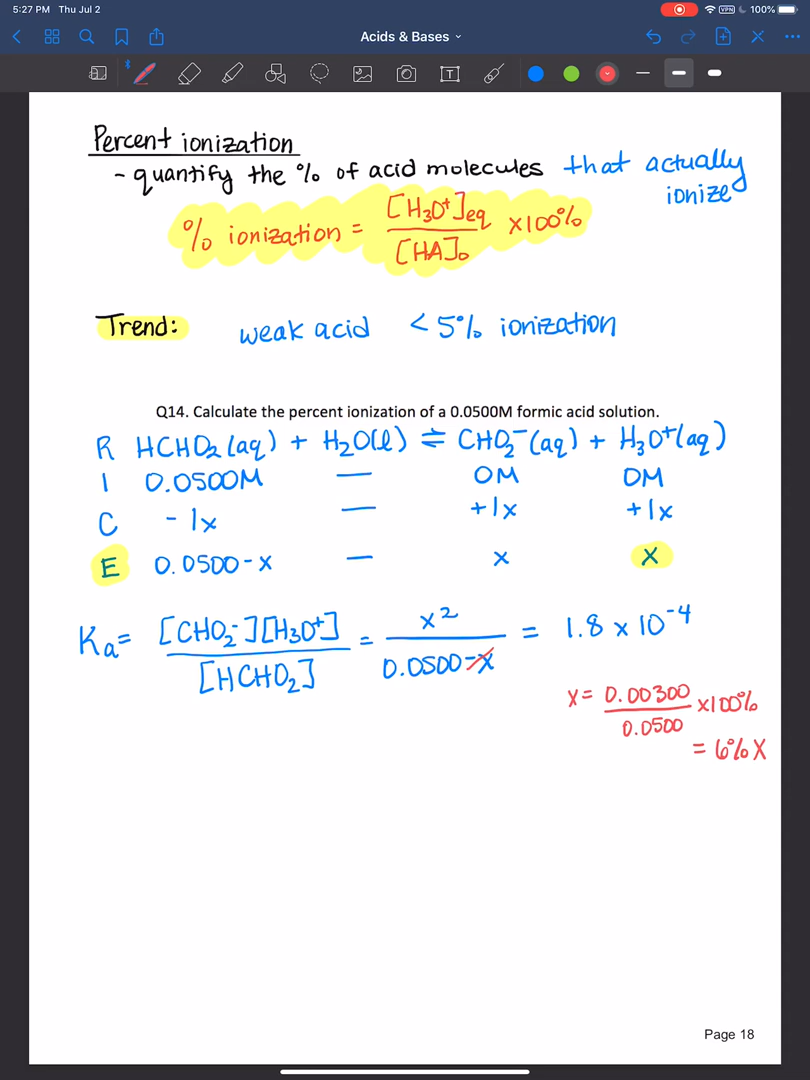 5:27 PM Thu Jul 2
VPN 100%
Acids & Bases
Percent ionization
- quantify the % of acid molecules that actually ionize
% ionization = [H₃O⁺]eq / [HA]₀ ×100%
Trend: weak acid < 5% ionization
Q14. Calculate the percent ionization of a 0.0500M formic acid solution.
R HCHO₂(aq) + H₂O(l) ⇌ CHO₂⁻(aq) + H₃O⁺(aq)
I 0.0500M — 0M 0M
C - 1x — +1x +1x
E 0.0500-x — x x
Ka = [CHO₂⁻][H₃O⁺] / [HCHO₂] = x² / 0.0500-x = 1.8 x 10⁻⁴
x = 0.00300 / 0.0500 x100%
= 6% X
Page 18